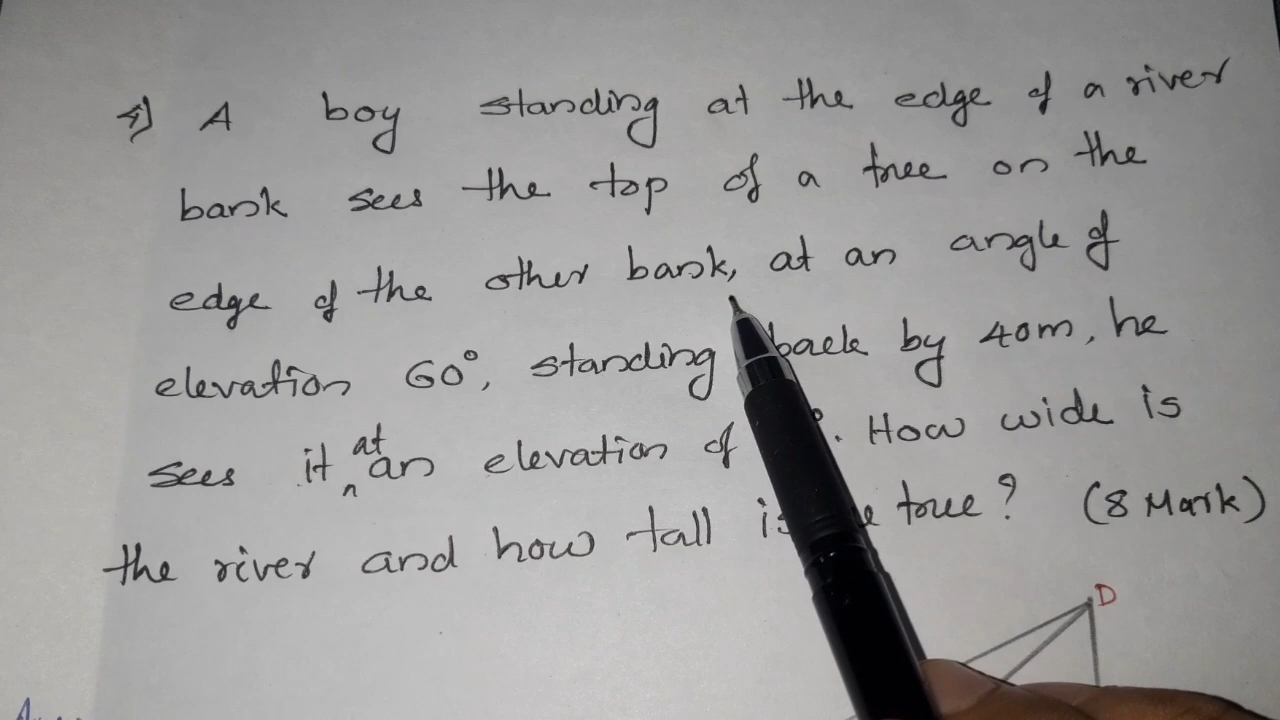 A boy standing at the edge of a river
bank sees the top of a tree on the
edge of the other bank, at an angle of
elevation 60°, standing back by 40m, he
sees it at an elevation of °. How wide is
the river and how tall is tree? (8 Mark)
D